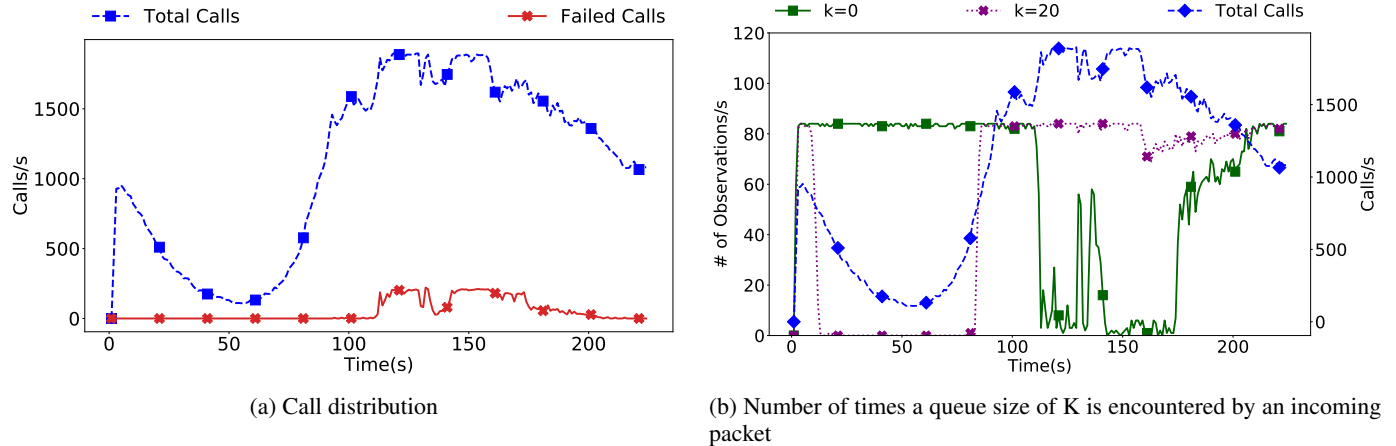 Total Calls
Failed Calls
Calls/s
1500
1000
500
0
0
50
100
150
200
Time(s)
(a) Call distribution
k=0
k=20
Total Calls
# of Observations/s
120
100
80
60
40
20
0
1500
1000
500
0
Calls/s
0
50
100
150
200
Time(s)
(b) Number of times a queue size of K is encountered by an incoming
packet